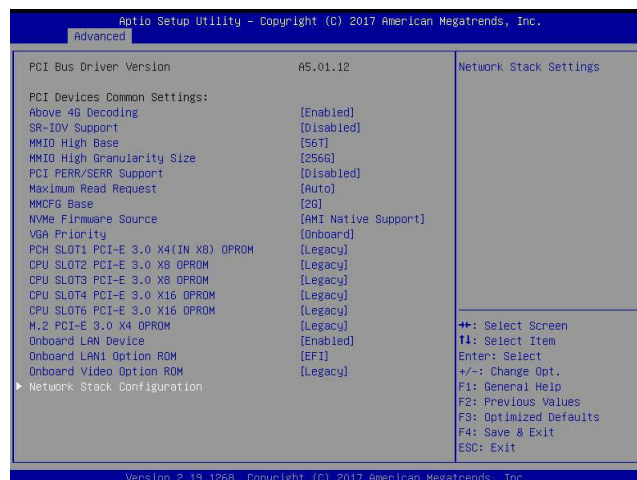 Aptio Setup Utility - Copyright (C) 2017 American Megatrends, Inc.
Advanced
PCI Bus Driver Version A5.01.12
Network Stack Settings
PCI Devices Common Settings:
Above 4G Decoding [Enabled]
SR-IOV Support [Disabled]
MMIO High Base [56T]
MMIO High Granularity Size [256G]
PCI PERR/SERR Support [Disabled]
Maximum Read Request [Auto]
MMCFG Base [2G]
NVMe Firmware Source [AMI Native Support]
VGA Priority [Onboard]
PCH SLOT1 PCI-E 3.0 X4(IN X8) OPROM [Legacy]
CPU SLOT2 PCI-E 3.0 X8 OPROM [Legacy]
CPU SLOT3 PCI-E 3.0 X8 OPROM [Legacy]
CPU SLOT4 PCI-E 3.0 X16 OPROM [Legacy]
CPU SLOT6 PCI-E 3.0 X16 OPROM [Legacy]
M.2 PCI-E 3.0 X4 OPROM [Legacy]
Onboard LAN Device [Enabled]
Onboard LAN1 Option ROM [EFI]
Onboard Video Option ROM [Legacy]
Network Stack Configuration
→←: Select Screen
↑↓: Select Item
Enter: Select
+/-: Change Opt.
F1: General Help
F2: Previous Values
F3: Optimized Defaults
F4: Save & Exit
ESC: Exit
Version 2.19.1268. Copyright (C) 2017 American Megatrends, Inc.